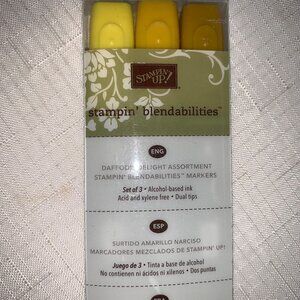 STAMPIN'
UP!
stampin' blendabilities™
ENG
DAFFODIL DELIGHT ASSORTMENT
STAMPIN' BLENDABILITIES™ MARKERS
Set of 3 • Alcohol-based ink
Acid and xylene free • Dual tips
ESP
SURTIDO AMARILLO NARCISO
MARCADORES MEZCLADOS DE STAMPIN' UP!
Juego de 3 • Tinta a base de alcohol
No contienen ni ácidos ni xilenos • Dos puntas